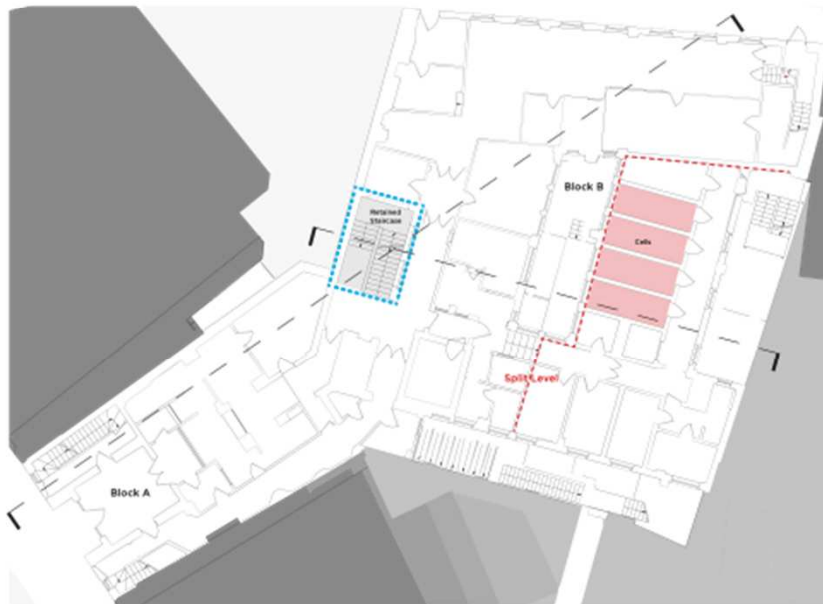 Retained
Staircase
Block B
Cells
Split Level
Block A